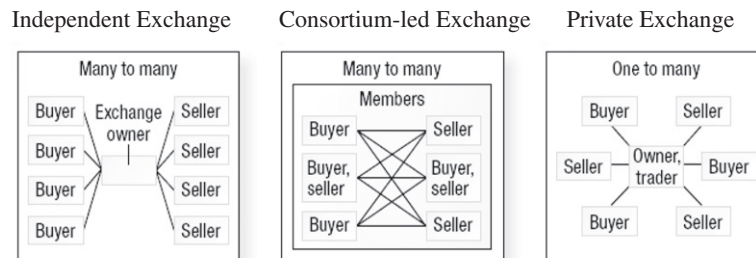 Independent Exchange
Consortium-led Exchange
Private Exchange
Many to many
Buyer
Exchange
owner
Seller
Buyer
Seller
Buyer
Seller
Buyer
Seller
Many to many
Members
Buyer
Seller
Buyer,
seller
Buyer,
seller
Buyer
Seller
One to many
Buyer
Seller
Seller
Owner,
trader
Buyer
Buyer
Seller